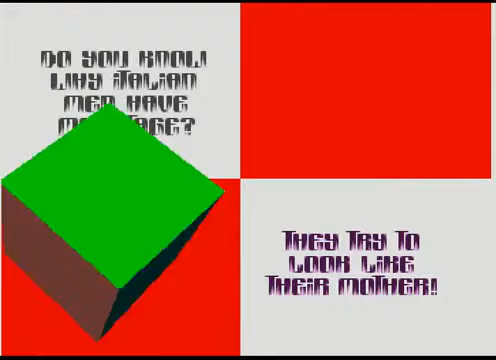 DO YOU KNOW
WHY ITALIAN
MEN HAVE
THEY TRY TO
LOOK LIKE
THEIR MOTHER!